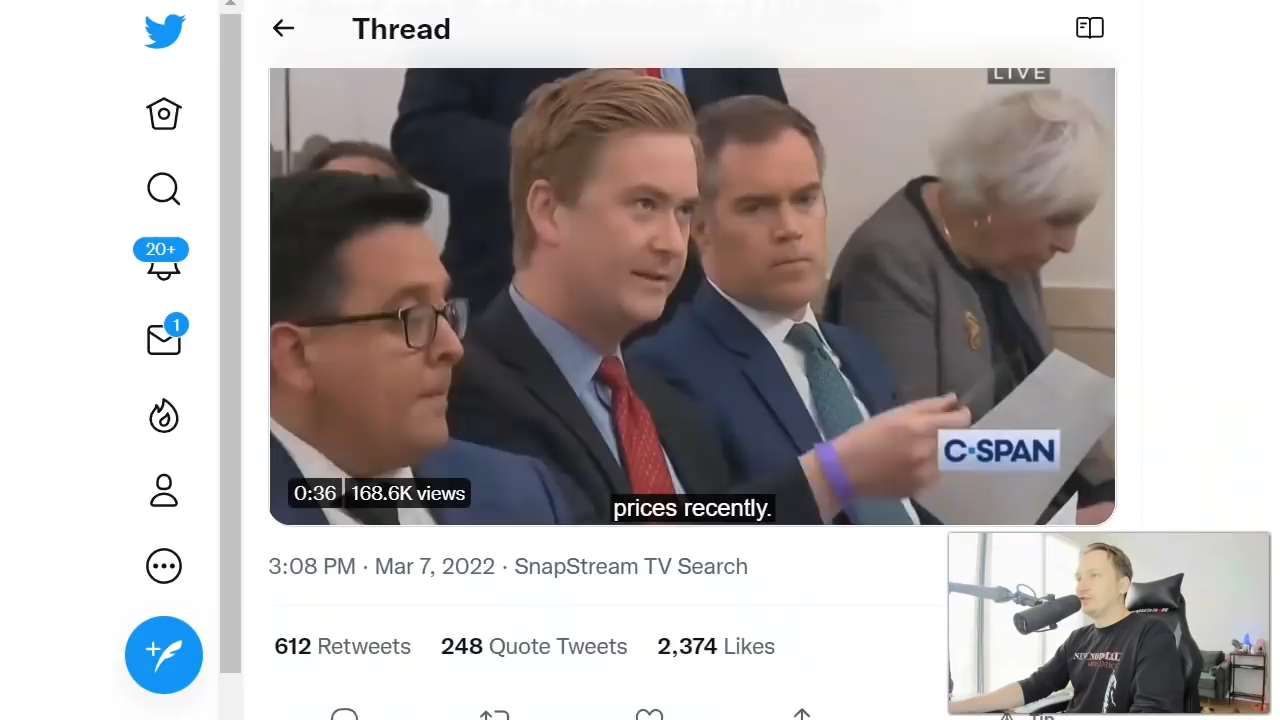 Thread
LIVE
20+
1
C-SPAN
0:36 168.6K views
prices recently.
3:08 PM · Mar 7, 2022 · SnapStream TV Search
612 Retweets 248 Quote Tweets 2,374 Likes
Tip